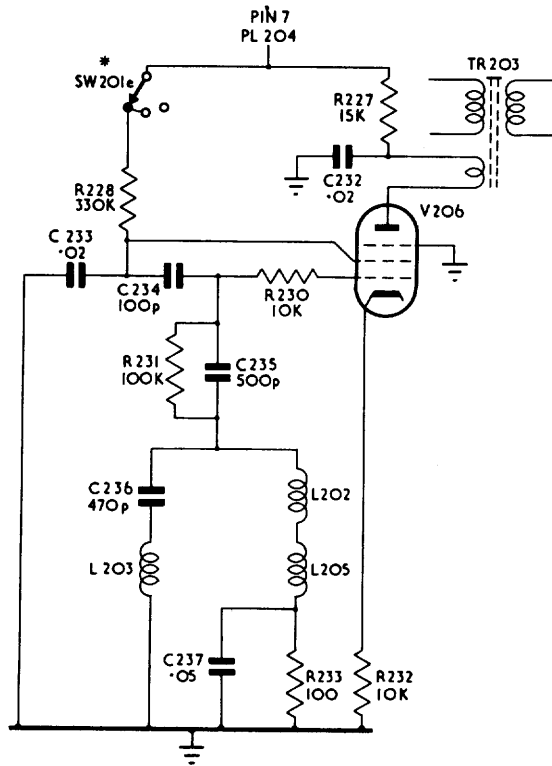 PIN 7
PL 204
*
SW201e
TR203
R227
15K
C232
·02
R228
330K
V206
C 233
·02
C234
100p
R230
10K
R231
100K
C235
500p
C236
470p
L202
L 203
L205
C237
·05
R233
100
R232
10K